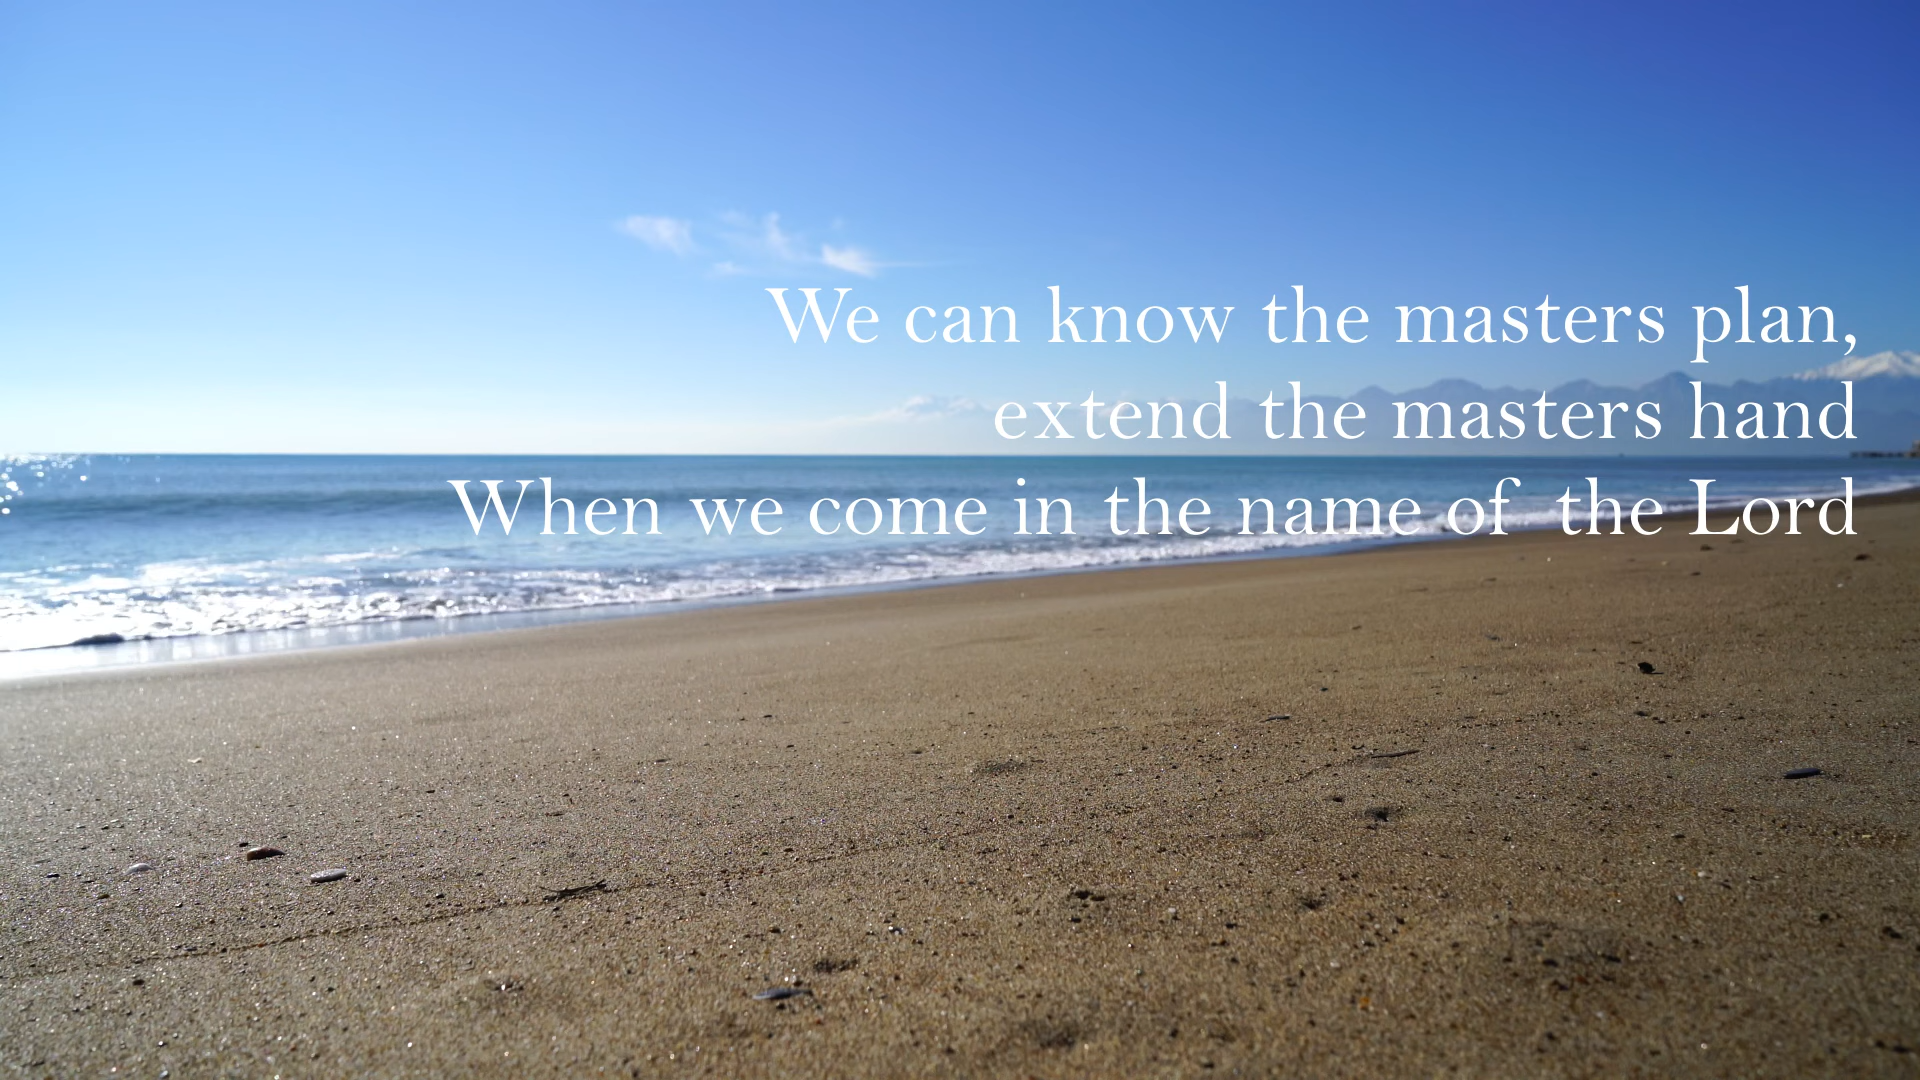 We can know the masters plan,
extend the masters hand
When we come in the name of the Lord